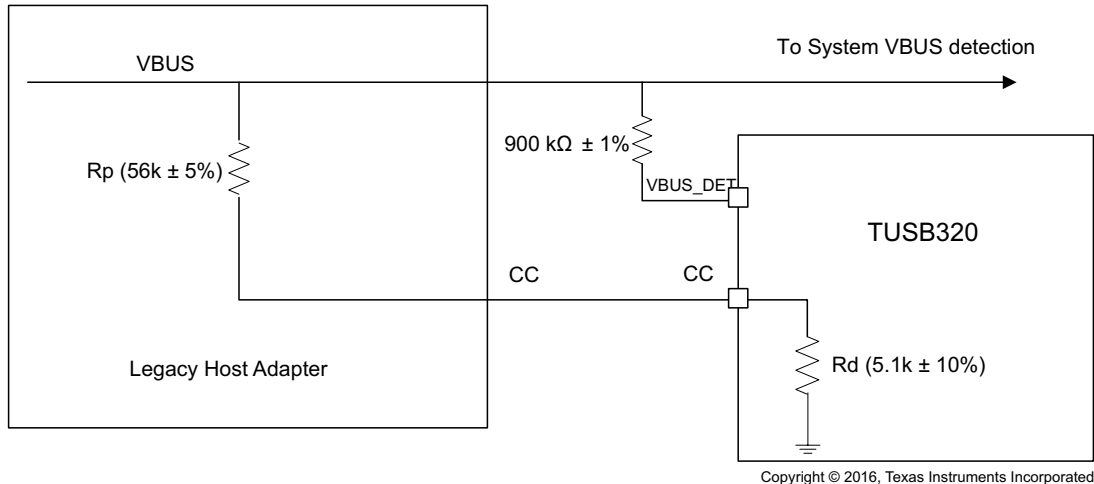 To System VBUS detection
VBUS
900 kΩ ± 1%
Rp (56k ± 5%)
VBUS_DET
TUSB320
CC
CC
Legacy Host Adapter
Rd (5.1k ± 10%)
Copyright © 2016, Texas Instruments Incorporated